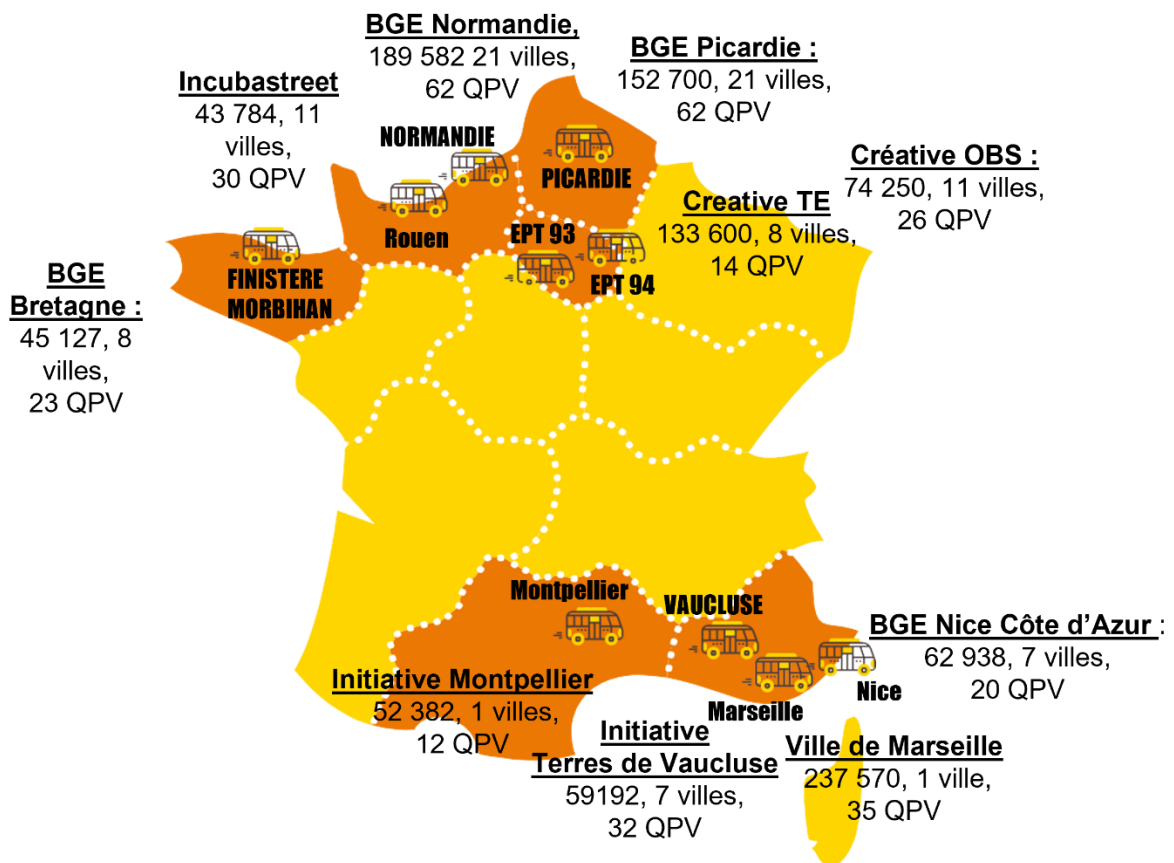 BGE Normandie,
189 582 21 villes,
62 QPV
BGE Picardie :
152 700, 21 villes,
62 QPV
Incubastreet
43 784, 11
villes,
30 QPV
NORMANDIE
PICARDIE
Créative OBS :
74 250, 11 villes,
26 QPV
Creative TE
133 600, 8 villes,
14 QPV
Rouen
EPT 93
EPT 94
FINISTERE
MORBIHAN
BGE
Bretagne :
45 127, 8
villes,
23 QPV
Montpellier
VAUCLUSE
BGE Nice Côte d’Azur :
62 938, 7 villes,
20 QPV
Nice
Marseille
Initiative Montpellier
52 382, 1 villes,
12 QPV
Initiative
Terres de Vaucluse
59192, 7 villes,
32 QPV
Ville de Marseille
237 570, 1 ville,
35 QPV